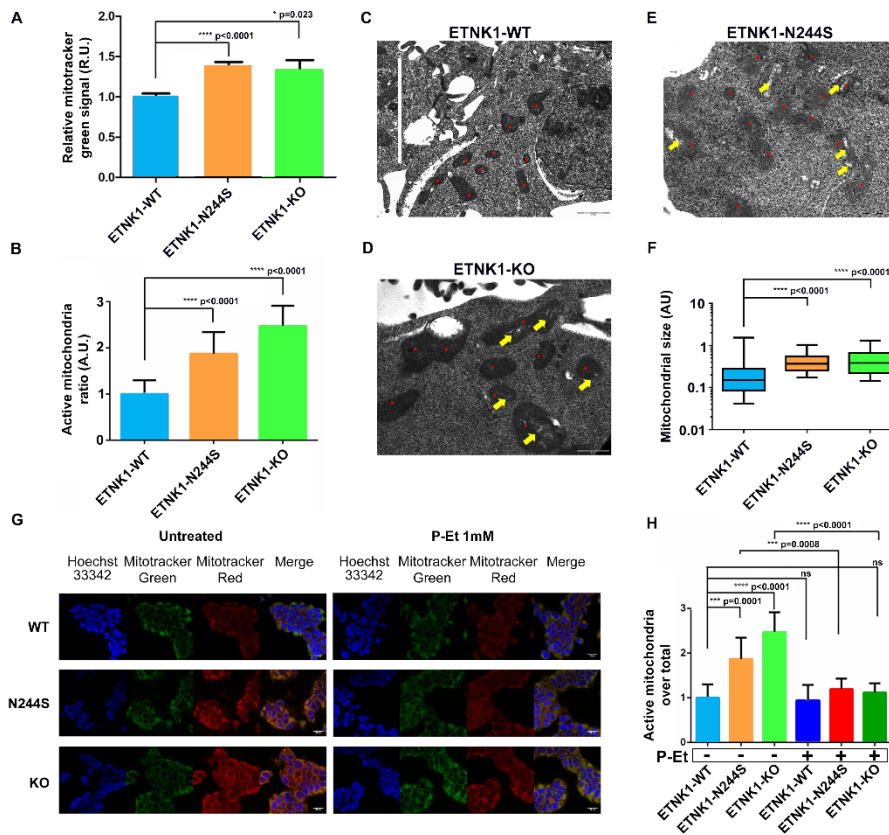 A
Relative mitotracker
green signal (R.U.)
2.0
1.5
1.0
0.5
0.0
* p=0.023
**** p<0.0001
ETNK1-WT
ETNK1-N244S
ETNK1-KO
B
Active mitochondria
ratio (A.U.)
3
2
1
0
**** p<0.0001
**** p<0.0001
ETNK1-WT
ETNK1-N244S
ETNK1-KO
C
ETNK1-WT
D
ETNK1-KO
E
ETNK1-N244S
F
Mitochondrial size (AU)
10
1
0.1
0.01
**** p<0.0001
**** p<0.0001
ETNK1-WT
ETNK1-N244S
ETNK1-KO
G
Untreated
P-Et 1mM
Hoechst Mitotracker Mitotracker Merge
33342 Green Red
Hoechst Mitotracker Mitotracker Merge
33342 Green Red
WT
N244S
KO
H
Active mitochondria
over total
3
2
1
0
**** p<0.0001
*** p=0.0008
ns
ns
**** p<0.0001
*** p=0.0001
P-Et - - - + + +
ETNK1-WT
ETNK1-N244S
ETNK1-KO
ETNK1-WT
ETNK1-N244S
ETNK1-KO